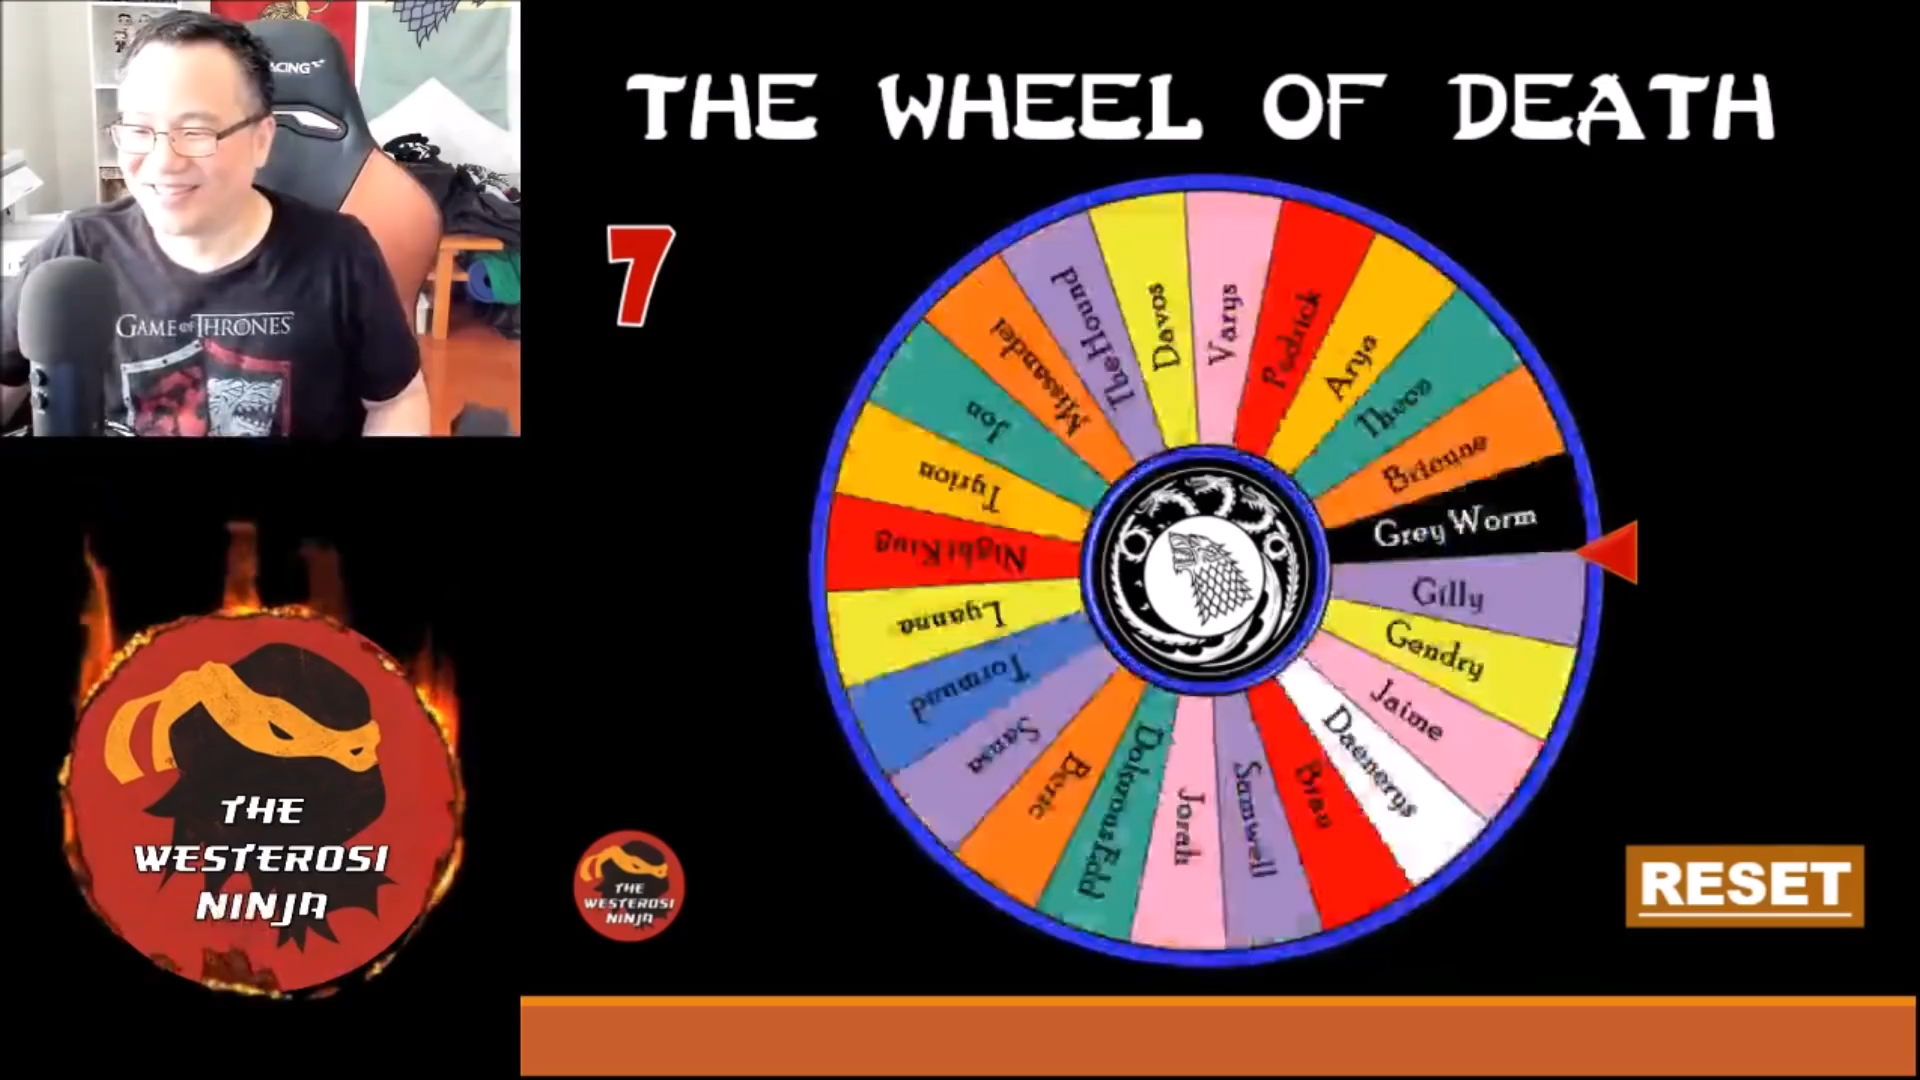 ACING
GAME OF THRONES
THE WHEEL OF DEATH
7
The Hound
Davos
Varys
Podrick
Arya
Theon
Brienne
Grey Worm
Gilly
Gendry
Jaime
Daenerys
Bran
Samwell
Jorah
Dolorous Edd
Beric
Sansa
Tormund
Lyanna
Night King
Tyrion
Jon
Missandei
THE
WESTEROSI
NINJA
THE
WESTEROSI
NINJA
RESET